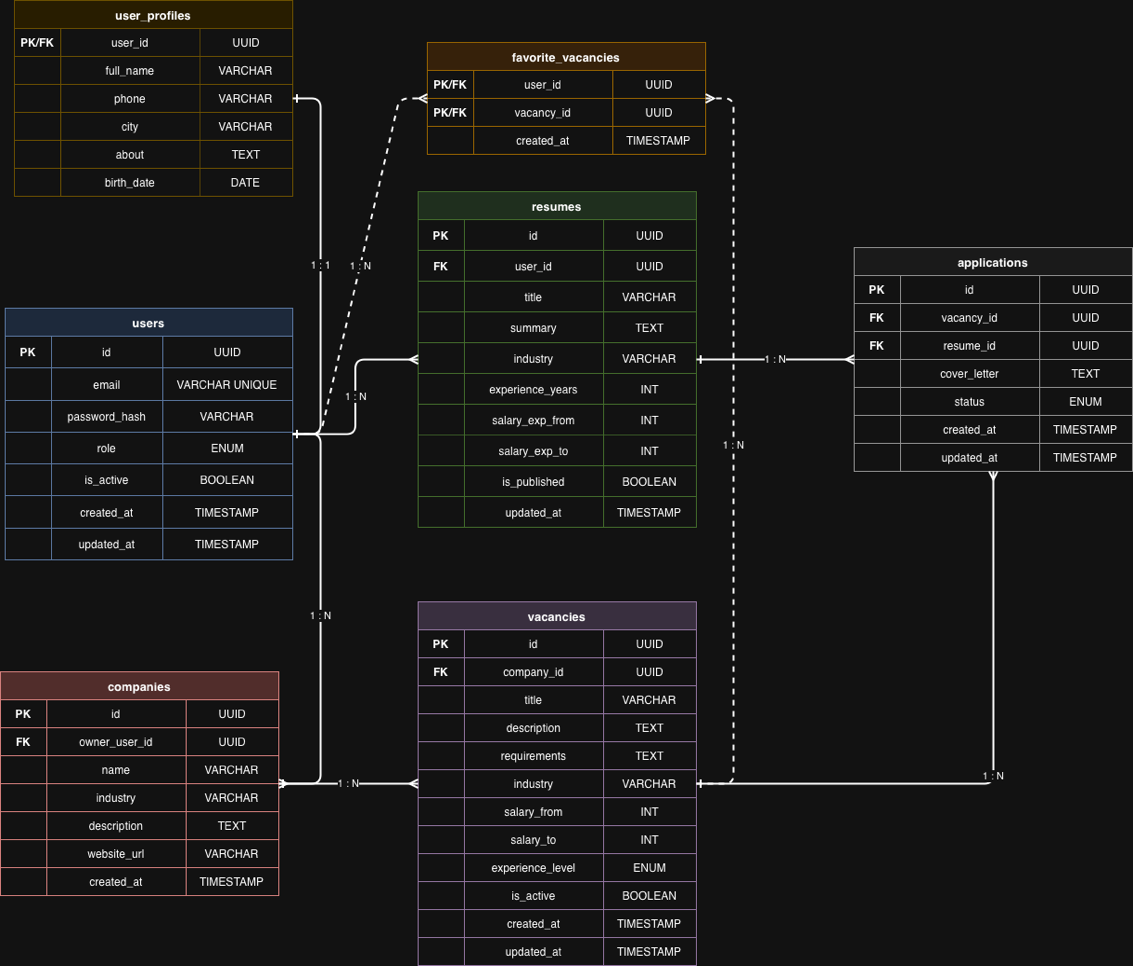 user_profiles
PK/FK user_id UUID
full_name VARCHAR
phone VARCHAR
city VARCHAR
about TEXT
birth_date DATE
favorite_vacancies
PK/FK user_id UUID
PK/FK vacancy_id UUID
created_at TIMESTAMP
resumes
PK id UUID
FK user_id UUID
title VARCHAR
summary TEXT
industry VARCHAR
experience_years INT
salary_exp_from INT
salary_exp_to INT
is_published BOOLEAN
updated_at TIMESTAMP
applications
PK id UUID
FK vacancy_id UUID
FK resume_id UUID
cover_letter TEXT
status ENUM
created_at TIMESTAMP
updated_at TIMESTAMP
users
PK id UUID
email VARCHAR UNIQUE
password_hash VARCHAR
role ENUM
is_active BOOLEAN
created_at TIMESTAMP
updated_at TIMESTAMP
companies
PK id UUID
FK owner_user_id UUID
name VARCHAR
industry VARCHAR
description TEXT
website_url VARCHAR
created_at TIMESTAMP
vacancies
PK id UUID
FK company_id UUID
title VARCHAR
description TEXT
requirements TEXT
industry VARCHAR
salary_from INT
salary_to INT
experience_level ENUM
is_active BOOLEAN
created_at TIMESTAMP
updated_at TIMESTAMP
1 : 1
1 : N
1 : N
1 : N
1 : N
1 : N
1 : N
1 : N